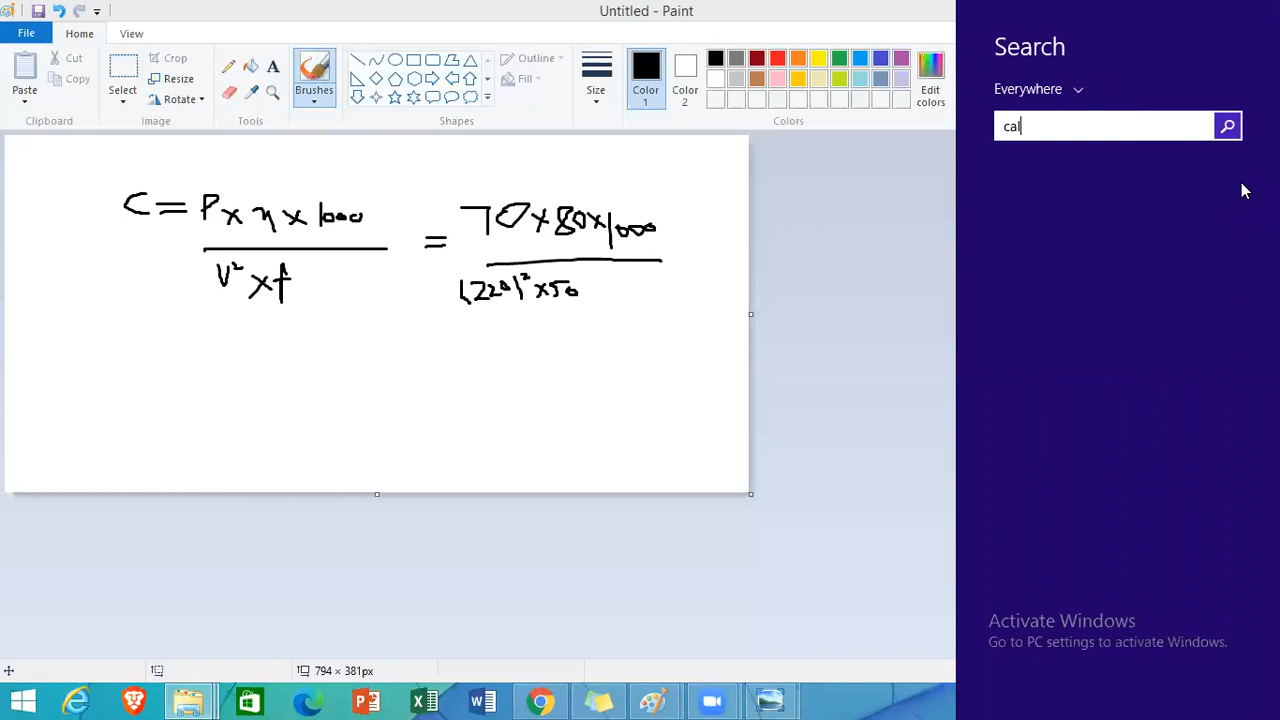 Untitled - Paint
File
Home
View
Paste
Cut
Copy
Clipboard
Select
Crop
Resize
Rotate
Image
Tools
Brushes
Outline
Fill
Shapes
Size
Color 1
Color 2
Edit colors
Colors
C = P x η x 1000 = 70 x 80 x 1000
V² x f (220)² x 50
794 × 381px
Search
Everywhere
cal
Activate Windows
Go to PC settings to activate Windows.